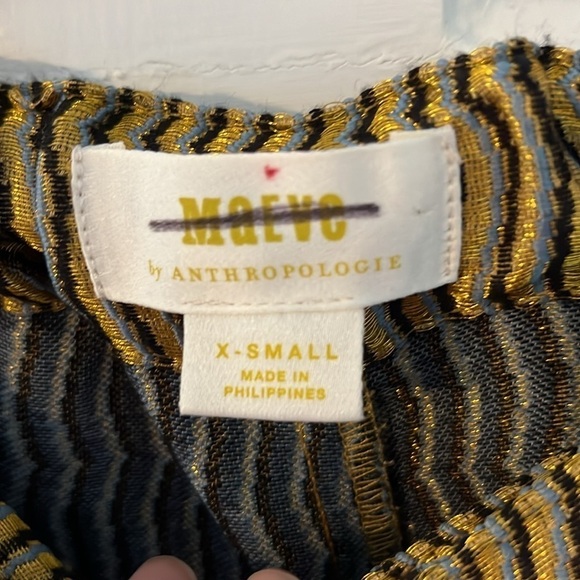 MaEVe
by ANTHROPOLOGIE
X-SMALL
MADE IN
PHILIPPINES